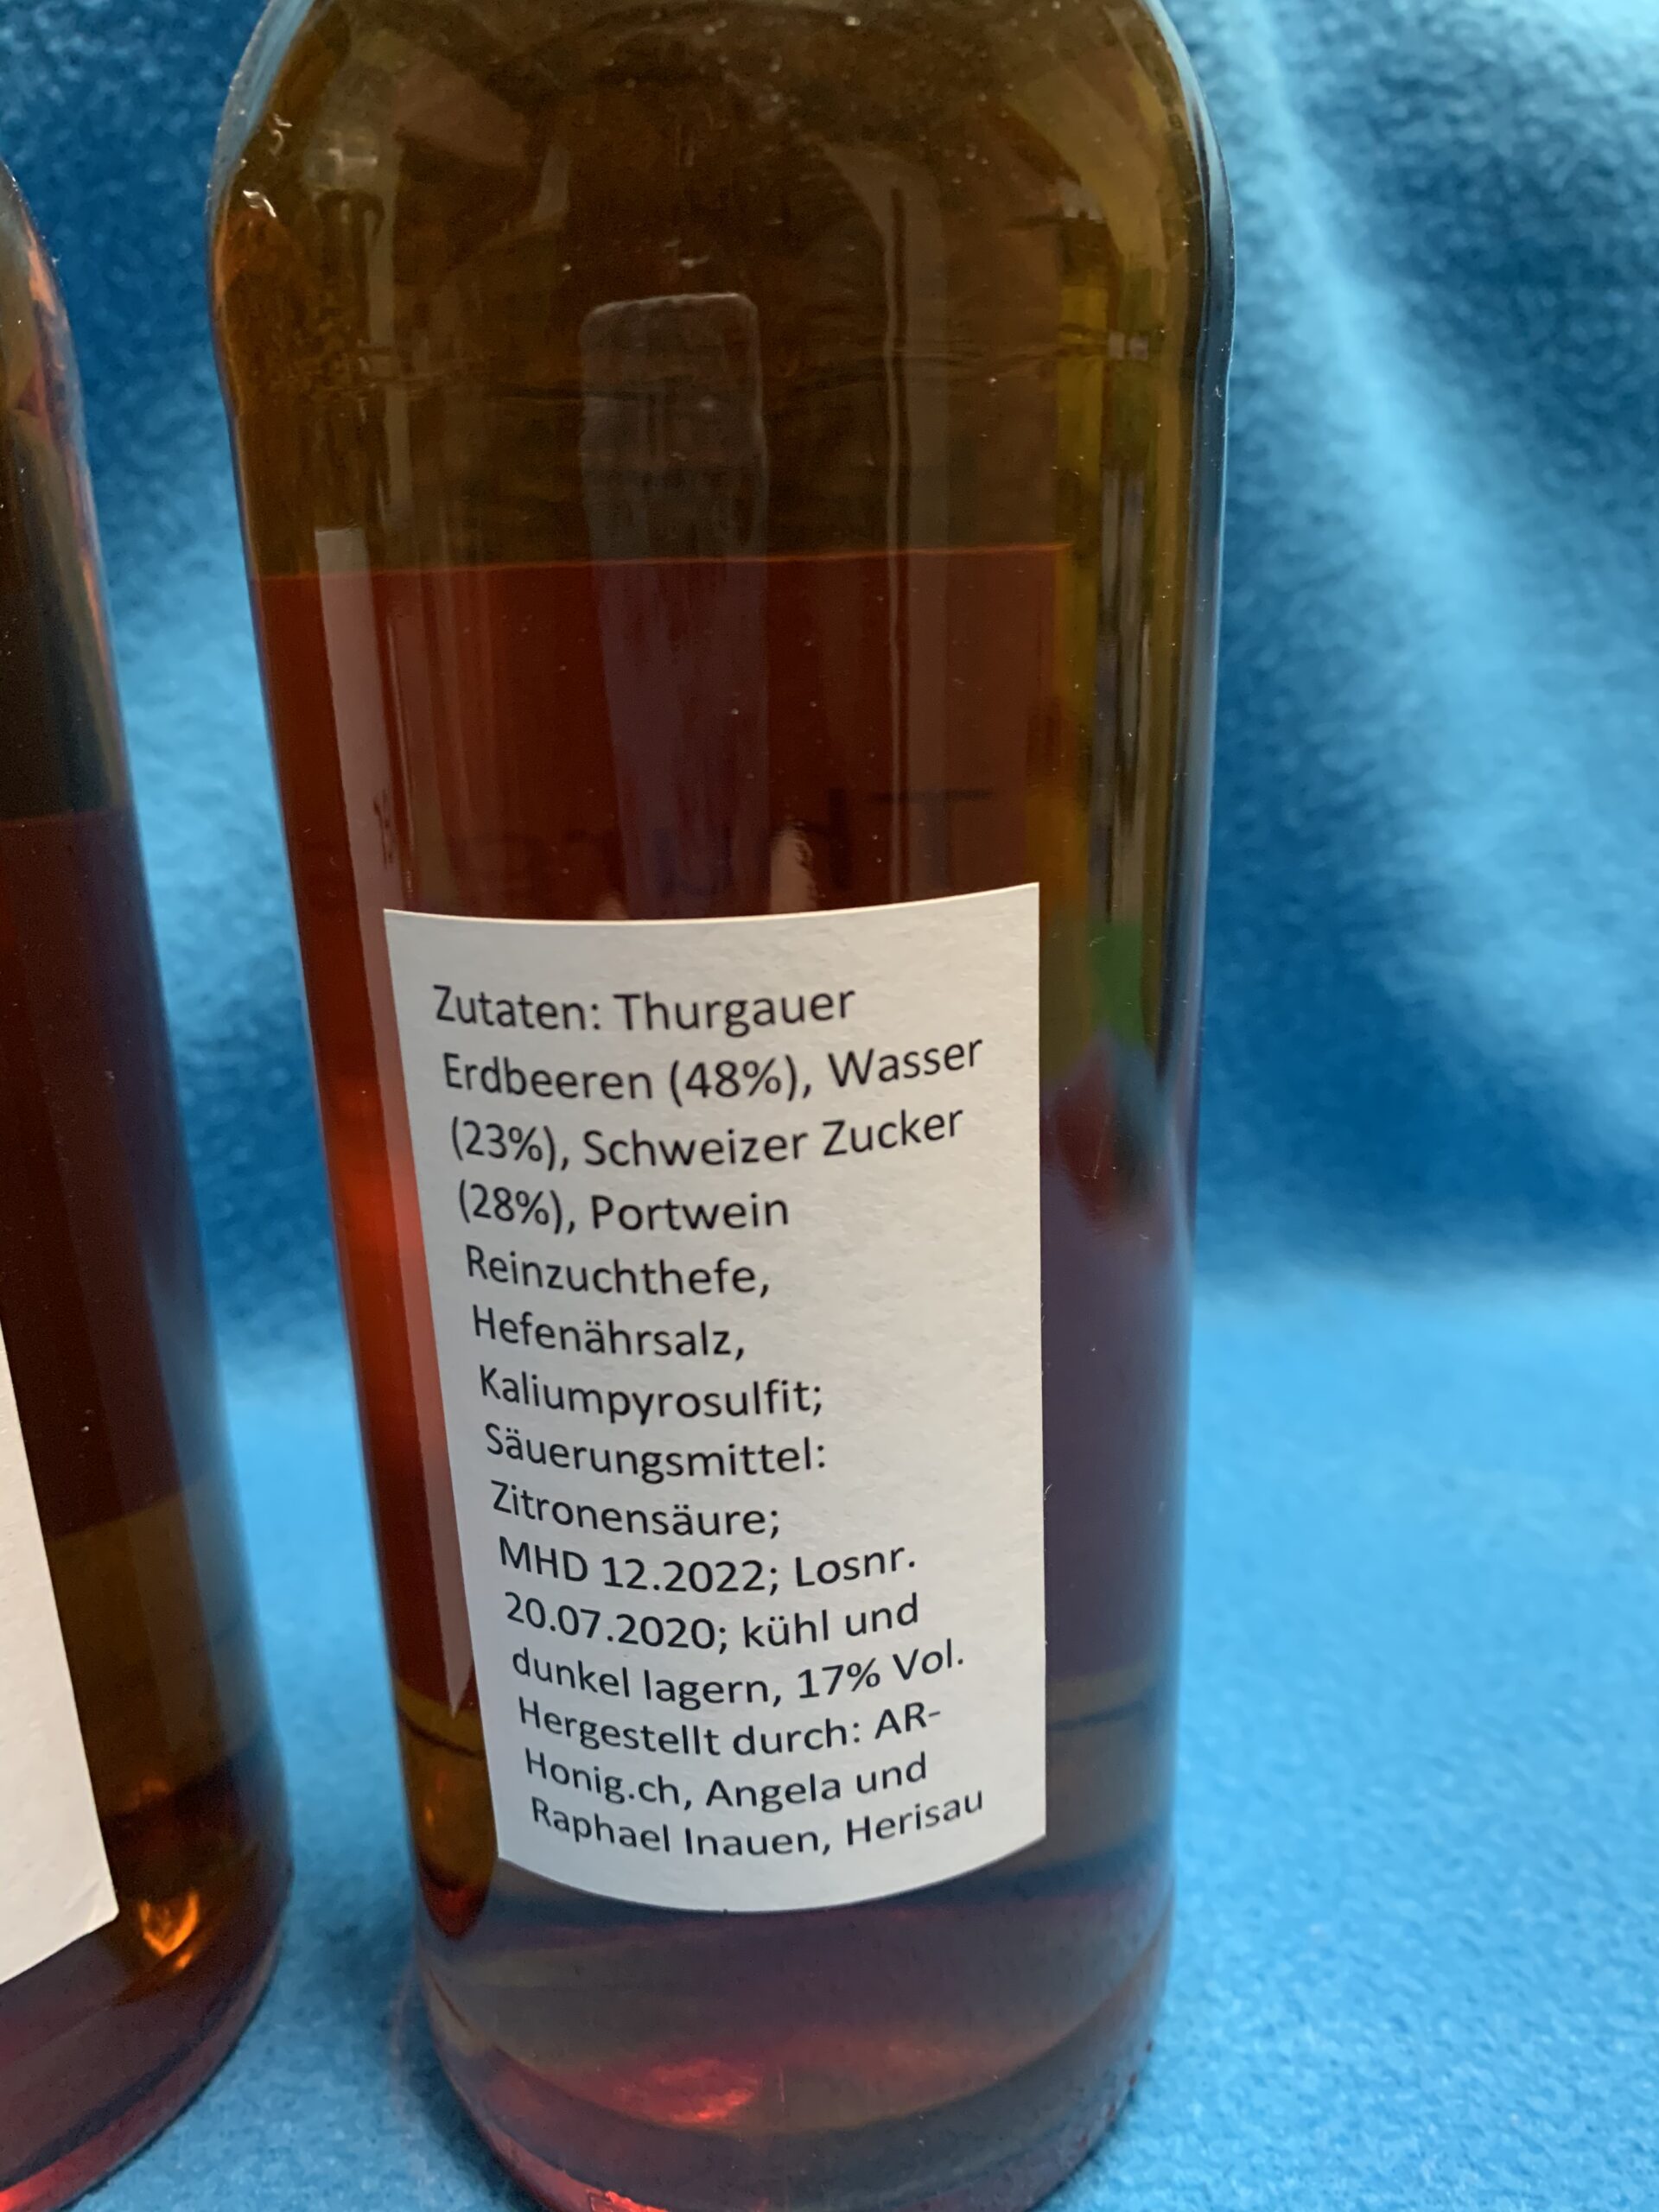 Zutaten: Thurgauer
Erdbeeren (48%), Wasser
(23%), Schweizer Zucker
(28%), Portwein
Reinzuchthefe,
Hefenährsalz,
Kaliumpyrosulfit;
Säuerungsmittel:
Zitronensäure;
MHD 12.2022; Losnr.
20.07.2020; kühl und
dunkel lagern, 17% Vol.
Hergestellt durch: AR-
Honig.ch, Angela und
Raphael Inauen, Herisau